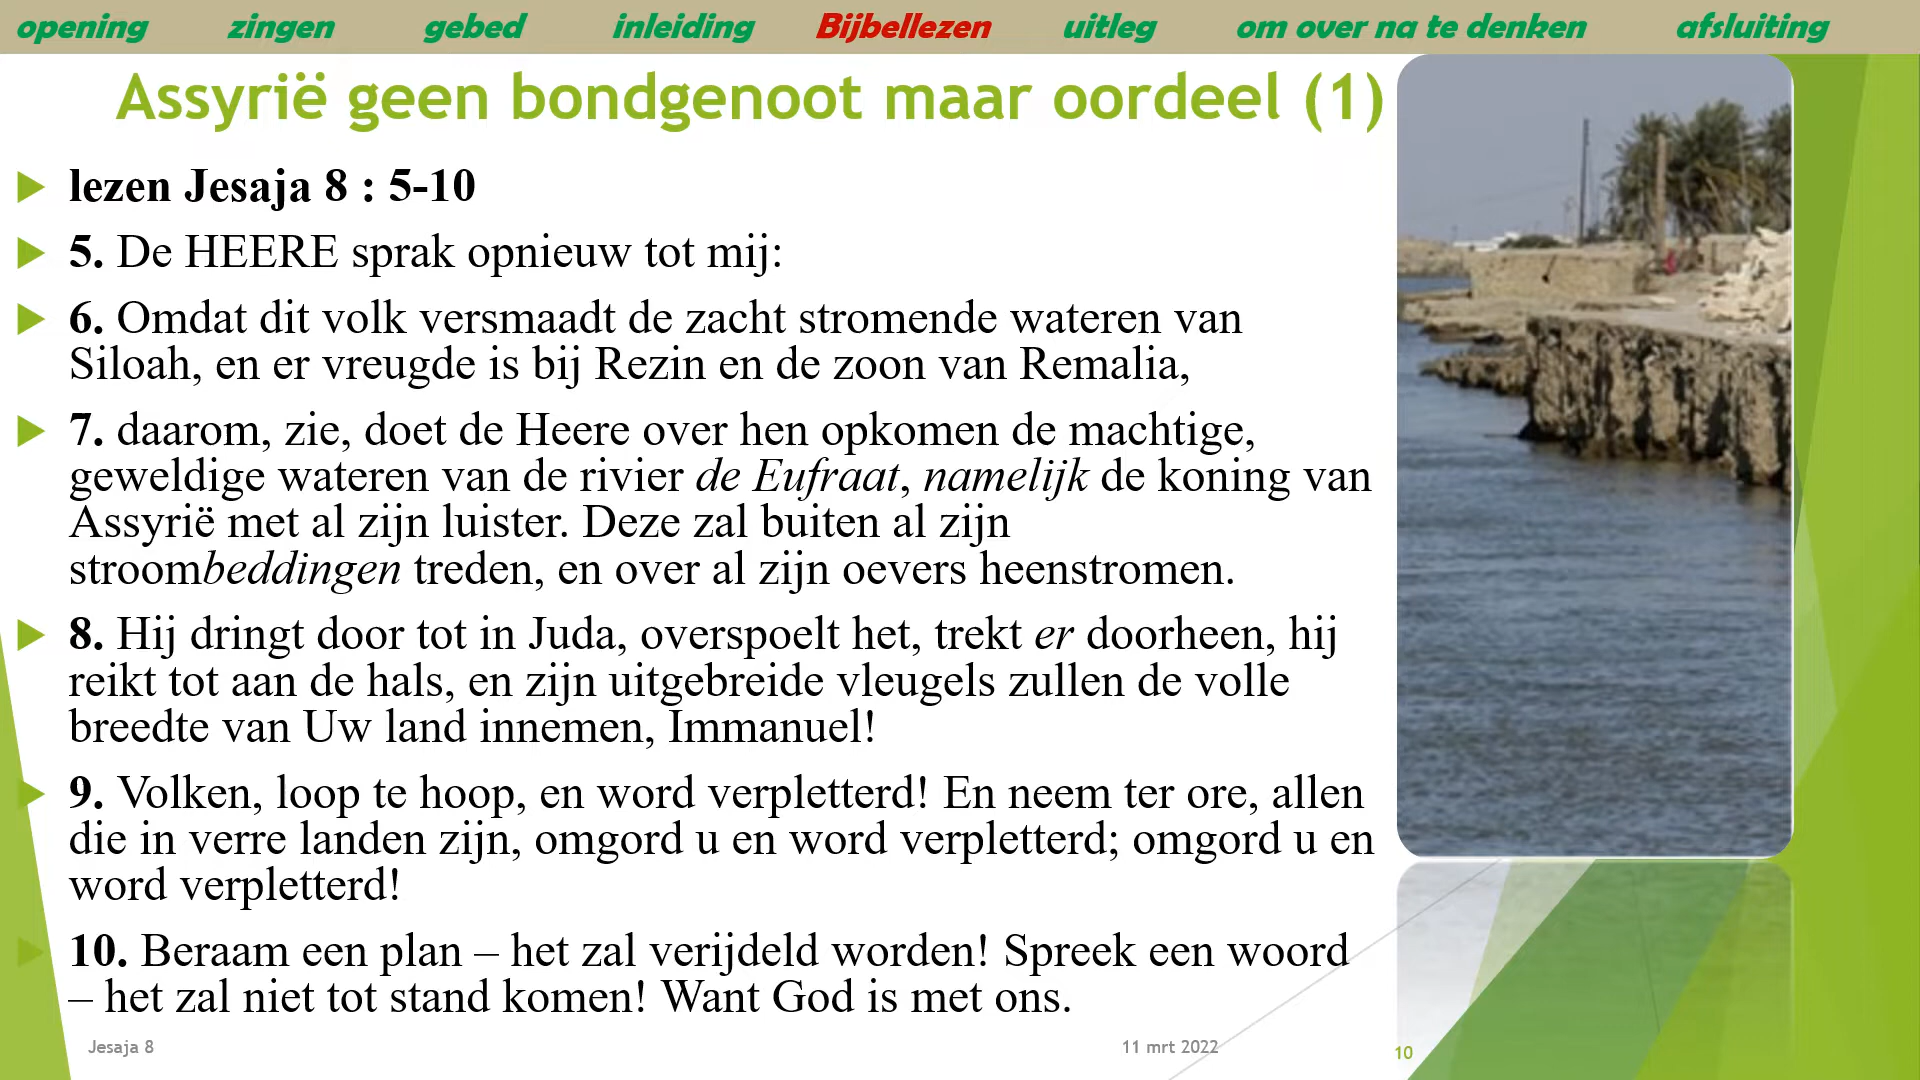 opening zingen gebed inleiding Bijbellezen uitleg om over na te denken afsluiting
Assyrië geen bondgenoot maar oordeel (1)
lezen Jesaja 8 : 5-10
5. De HEERE sprak opnieuw tot mij:
6. Omdat dit volk versmaadt de zacht stromende wateren van
Siloah, en er vreugde is bij Rezin en de zoon van Remalia,
7. daarom, zie, doet de Heere over hen opkomen de machtige,
geweldige wateren van de rivier de Eufraat, namelijk de koning van
Assyrië met al zijn luister. Deze zal buiten al zijn
stroombeddingen treden, en over al zijn oevers heenstromen.
8. Hij dringt door tot in Juda, overspoelt het, trekt er doorheen, hij
reikt tot aan de hals, en zijn uitgebreide vleugels zullen de volle
breedte van Uw land innemen, Immanuel!
9. Volken, loop te hoop, en word verpletterd! En neem ter ore, allen
die in verre landen zijn, omgord u en word verpletterd; omgord u en
word verpletterd!
10. Beraam een plan – het zal verijdeld worden! Spreek een woord
– het zal niet tot stand komen! Want God is met ons.
Jesaja 8 11 mrt 2022 10